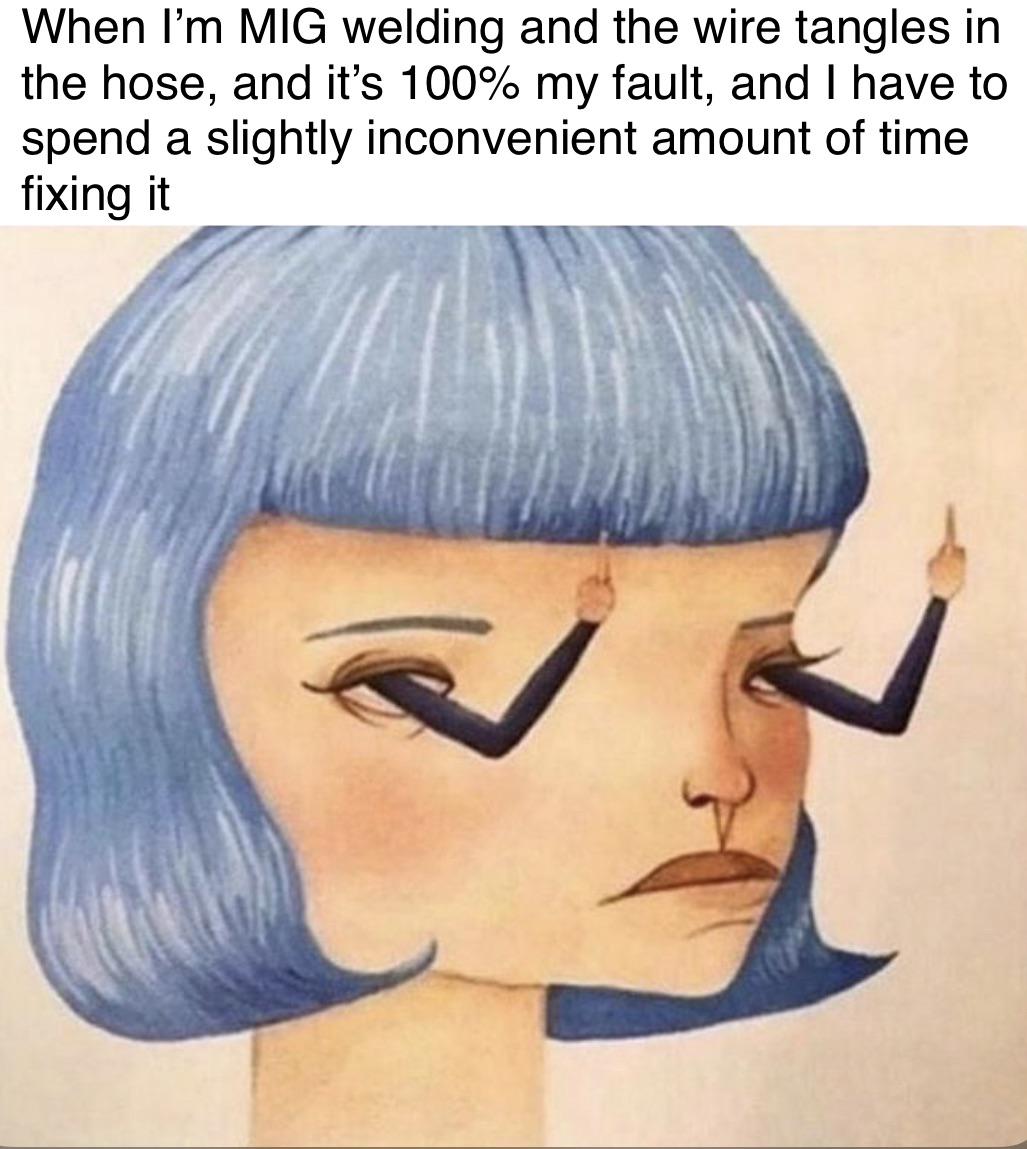 When I’m MIG welding and the wire tangles in
the hose, and it’s 100% my fault, and I have to
spend a slightly inconvenient amount of time
fixing it